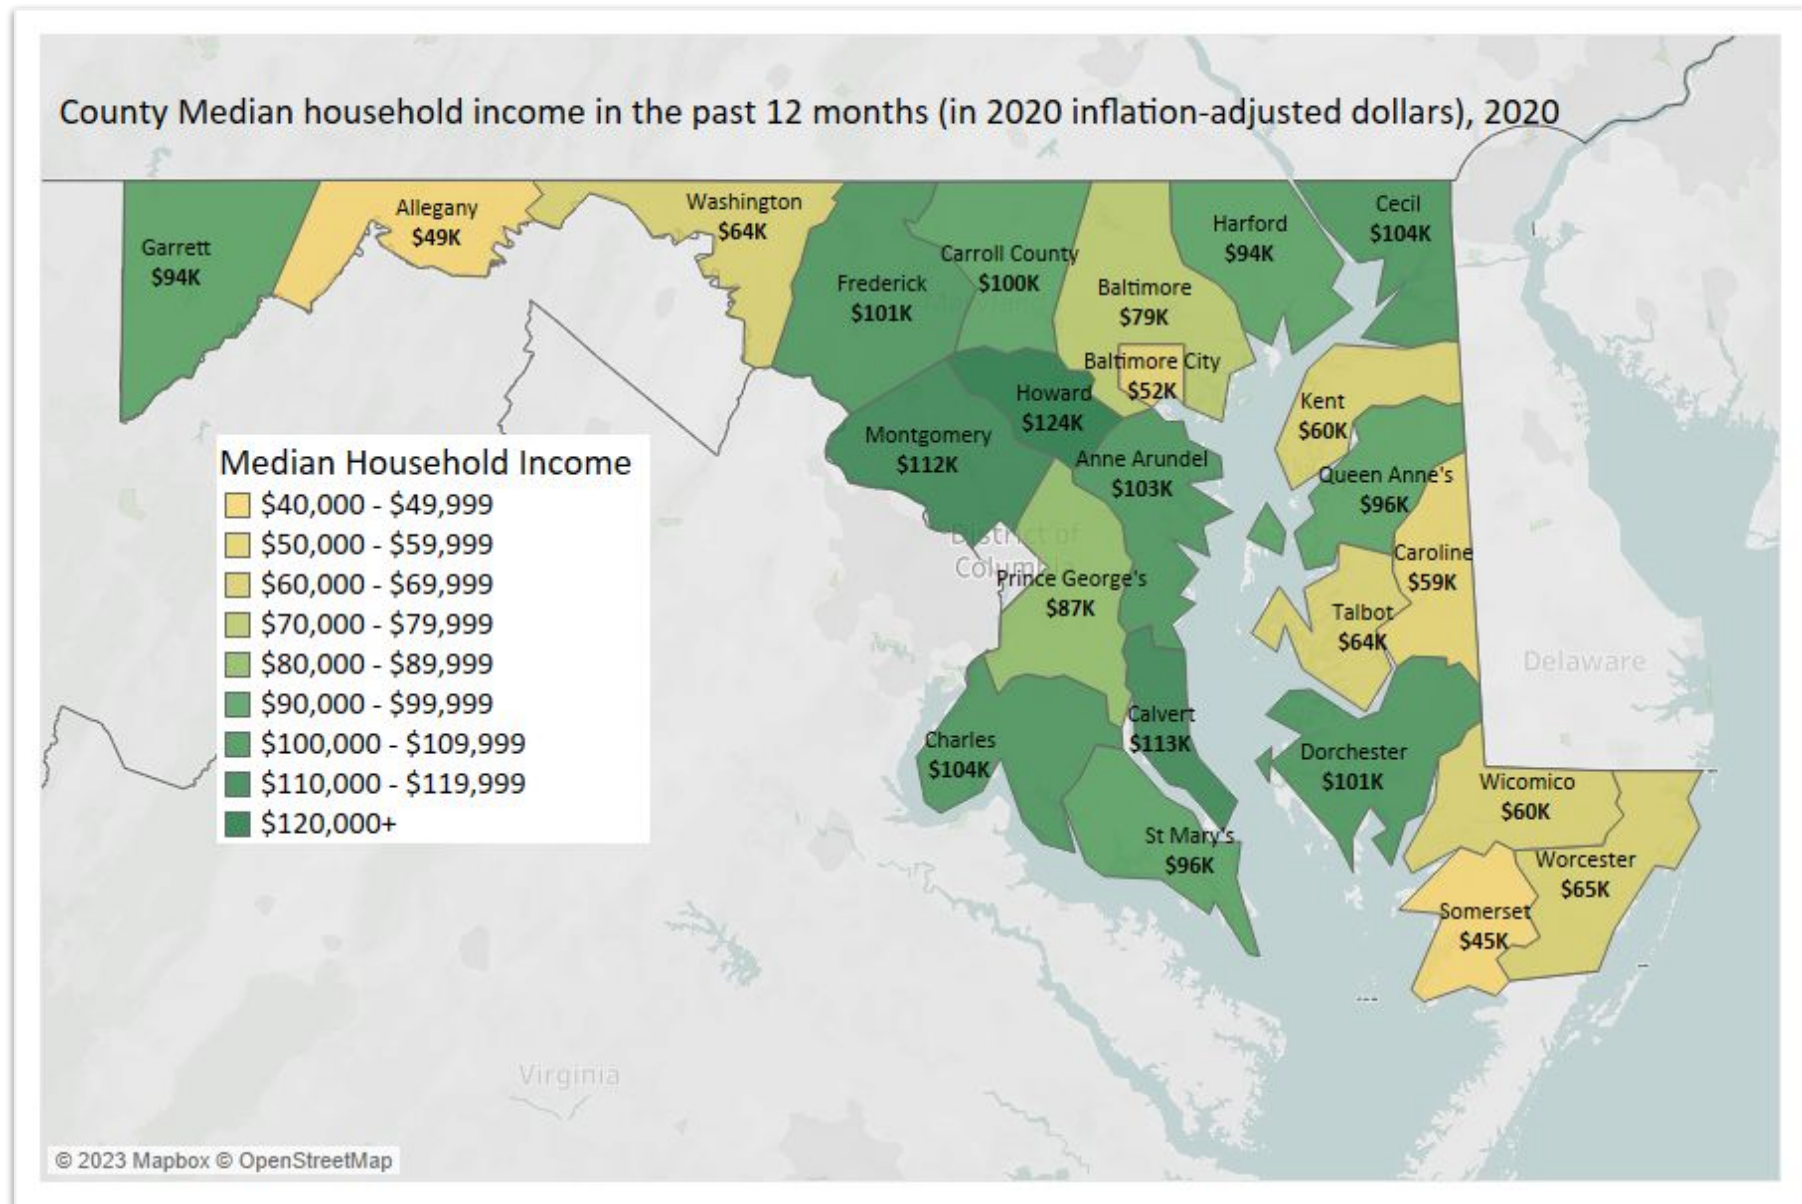 County Median household income in the past 12 months (in 2020 inflation-adjusted dollars), 2020
Garrett
$94K
Allegany
$49K
Washington
$64K
Frederick
$101K
Carroll County
$100K
Baltimore
$79K
Baltimore City
$52K
Harford
$94K
Cecil
$104K
Howard
$124K
Montgomery
$112K
Anne Arundel
$103K
Kent
$60K
Queen Anne's
$96K
Caroline
$59K
Talbot
$64K
District of
Columbia
Prince George's
$87K
Delaware
Charles
$104K
Calvert
$113K
Dorchester
$101K
St Mary's
$96K
Wicomico
$60K
Worcester
$65K
Somerset
$45K
Median Household Income
$40,000 - $49,999
$50,000 - $59,999
$60,000 - $69,999
$70,000 - $79,999
$80,000 - $89,999
$90,000 - $99,999
$100,000 - $109,999
$110,000 - $119,999
$120,000+
Virginia
© 2023 Mapbox © OpenStreetMap